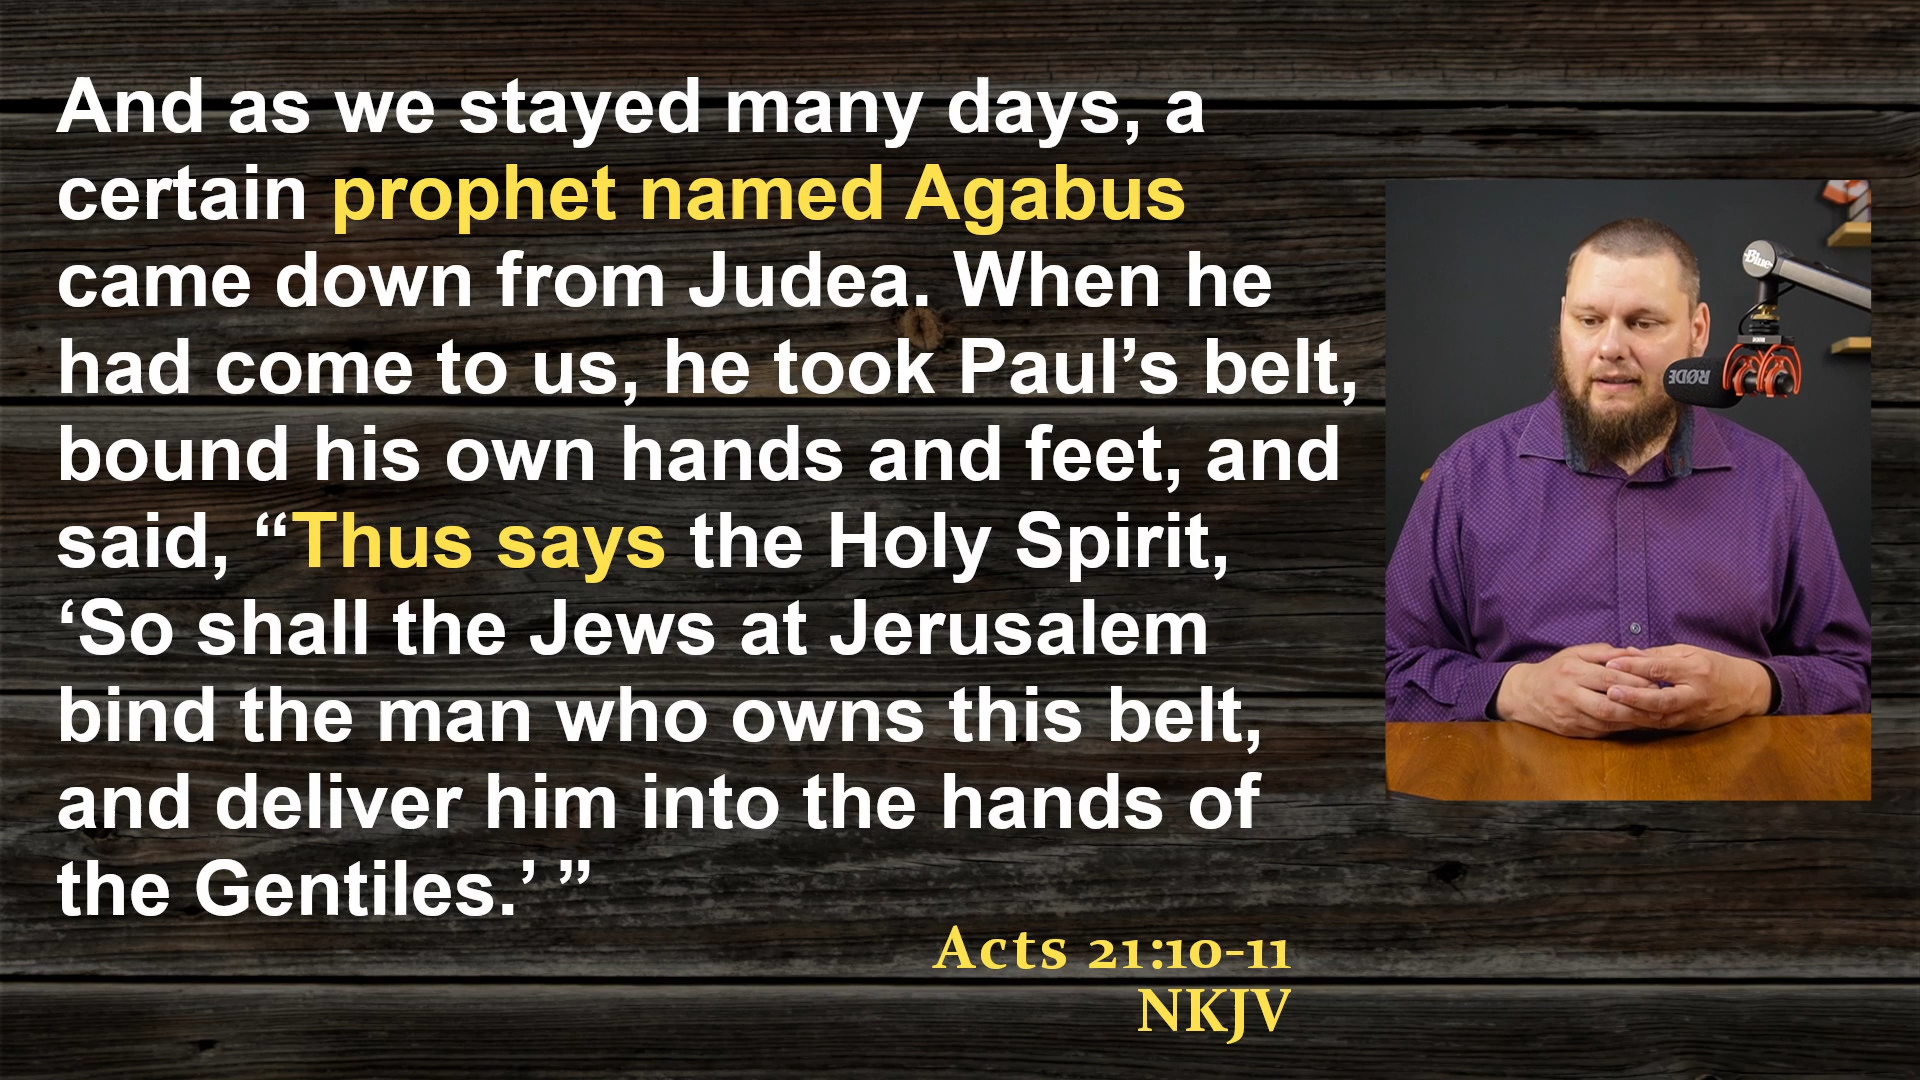 And as we stayed many days, a
certain prophet named Agabus
came down from Judea. When he
had come to us, he took Paul’s belt,
bound his own hands and feet, and
said, “Thus says the Holy Spirit,
‘So shall the Jews at Jerusalem
bind the man who owns this belt,
and deliver him into the hands of
the Gentiles.’ ”
Acts 21:10-11
NKJV
Blue
RØDE